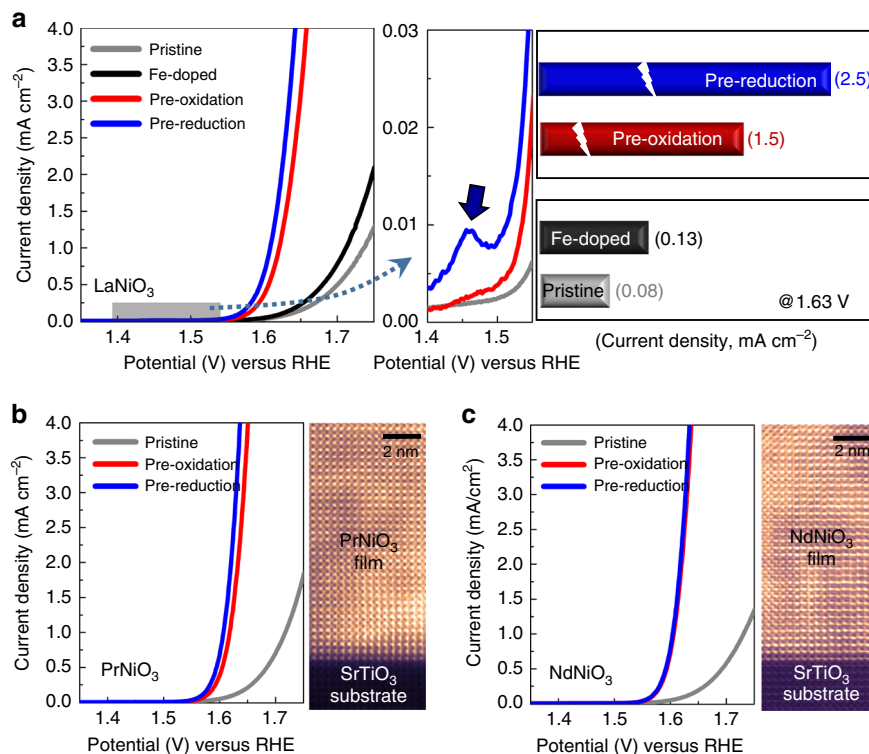 a
4.0
3.5
3.0
2.5
2.0
1.5
1.0
0.5
0.0
Current density (mA cm⁻²)
Pristine
Fe-doped
Pre-oxidation
Pre-reduction
LaNiO₃
1.4
1.5
1.6
1.7
Potential (V) versus RHE
0.03
0.02
0.01
0.00
1.4
1.5
Potential (V) versus RHE
Pre-reduction (2.5)
Pre-oxidation (1.5)
Fe-doped (0.13)
Pristine (0.08)
@1.63 V
(Current density, mA cm⁻²)
b
4.0
3.5
3.0
2.5
2.0
1.5
1.0
0.5
0.0
Current density (mA cm⁻²)
Pristine
Pre-oxidation
Pre-reduction
PrNiO₃
1.4
1.5
1.6
1.7
Potential (V) versus RHE
2 nm
PrNiO₃
film
SrTiO₃
substrate
c
4.0
3.5
3.0
2.5
2.0
1.5
1.0
0.5
0.0
Current density (mA/cm²)
Pristine
Pre-oxidation
Pre-reduction
NdNiO₃
1.4
1.5
1.6
1.7
Potential (V) versus RHE
2 nm
NdNiO₃
film
SrTiO₃
substrate